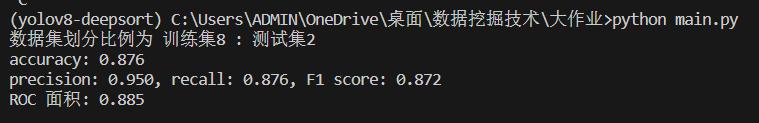 (yolov8-deepsort) C:\Users\ADMIN\OneDrive\桌面\数据挖掘技术\大作业>python main.py
数据集划分比例为 训练集8 : 测试集2
accuracy: 0.876
precision: 0.950, recall: 0.876, F1 score: 0.872
ROC 面积: 0.885